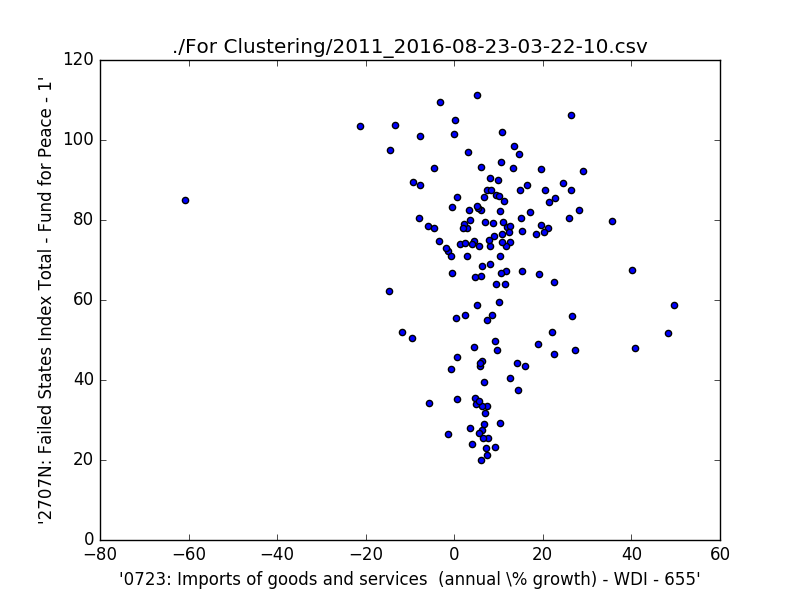 ./For Clustering/2011_2016-08-23-03-22-10.csv
120
100
80
60
40
20
0
'2707N: Failed States Index Total - Fund for Peace - 1'
−80 −60 −40 −20 0 20 40 60
'0723: Imports of goods and services  (annual \% growth) - WDI - 655'